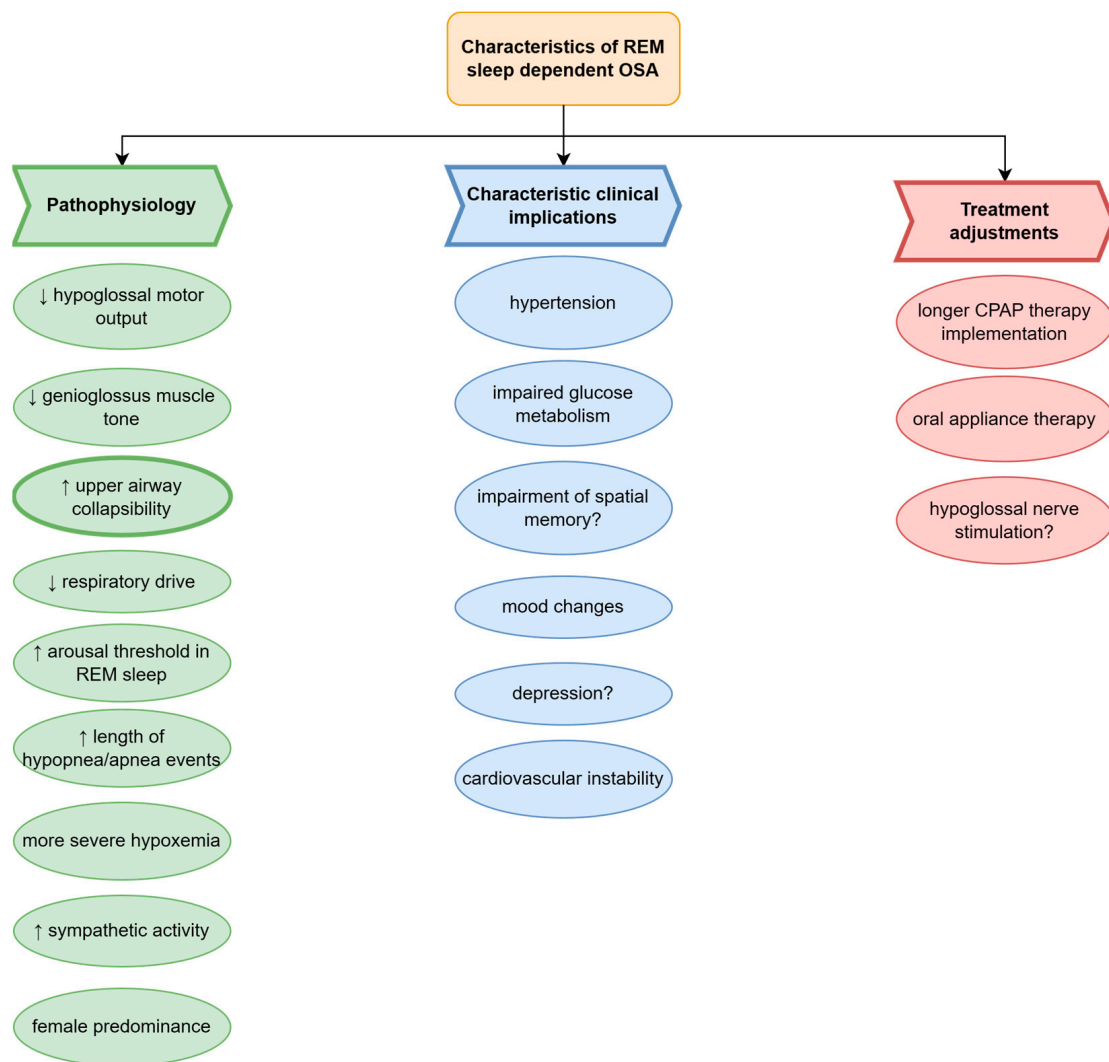 Characteristics of REM
sleep dependent OSA
Pathophysiology
↓ hypoglossal motor
output
↓ genioglossus muscle
tone
↑ upper airway
collapsibility
↓ respiratory drive
↑ arousal threshold in
REM sleep
↑ length of
hypopnea/apnea events
more severe hypoxemia
↑ sympathetic activity
female predominance
Characteristic clinical
implications
hypertension
impaired glucose
metabolism
impairment of spatial
memory?
mood changes
depression?
cardiovascular instability
Treatment
adjustments
longer CPAP therapy
implementation
oral appliance therapy
hypoglossal nerve
stimulation?